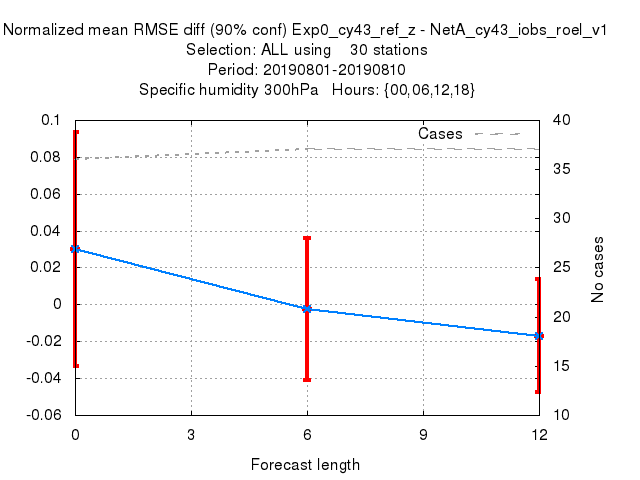 Normalized mean RMSE diff (90% conf) Exp0_cy43_ref_z - NetA_cy43_iobs_roel_v1
Selection: ALL using    30 stations
Period: 20190801-20190810
Specific humidity 300hPa   Hours: {00,06,12,18}
0.1
0.08
0.06
0.04
0.02
0
-0.02
-0.04
-0.06
Cases
40
35
30
25
20
15
10
No cases
0 3 6 9 12
Forecast length